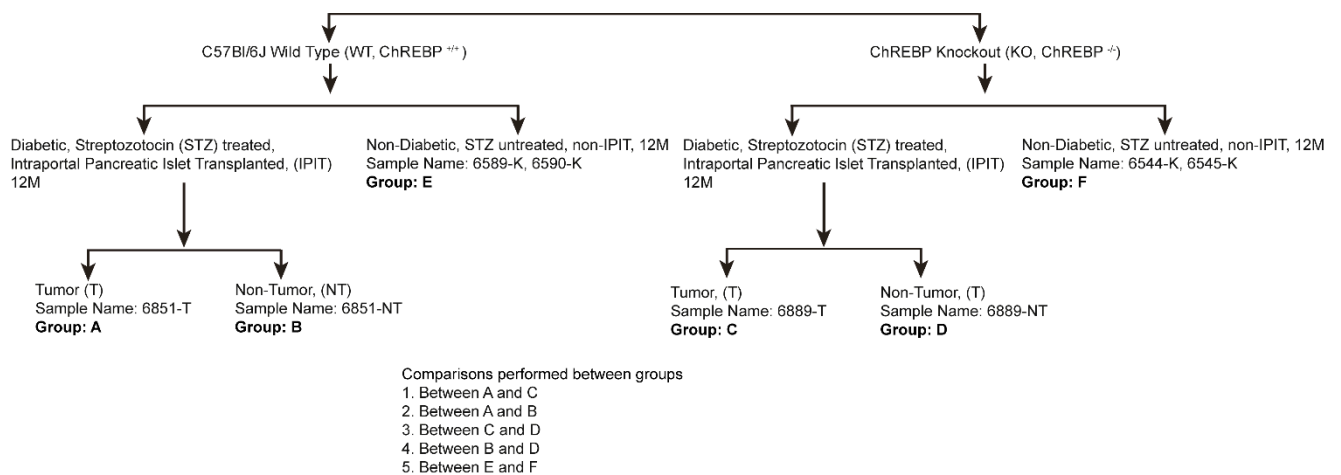 C57Bl/6J Wild Type (WT, ChREBP +/+ )
ChREBP Knockout (KO, ChREBP -/-)
Diabetic, Streptozotocin (STZ) treated,
Intraportal Pancreatic Islet Transplanted, (IPIT)
12M
Non-Diabetic, STZ untreated, non-IPIT, 12M
Sample Name: 6589-K, 6590-K
Group: E
Diabetic, Streptozotocin (STZ) treated,
Intraportal Pancreatic Islet Transplanted, (IPIT)
12M
Non-Diabetic, STZ untreated, non-IPIT, 12M
Sample Name: 6544-K, 6545-K
Group: F
Tumor (T)
Sample Name: 6851-T
Group: A
Non-Tumor, (NT)
Sample Name: 6851-NT
Group: B
Tumor, (T)
Sample Name: 6889-T
Group: C
Non-Tumor, (T)
Sample Name: 6889-NT
Group: D
Comparisons performed between groups
1. Between A and C
2. Between A and B
3. Between C and D
4. Between B and D
5. Between E and F